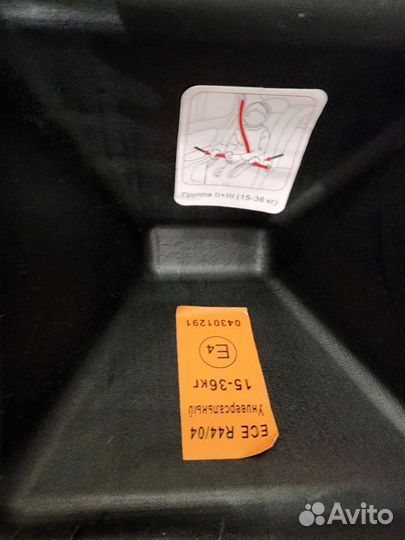 Группа II+III (15-36 кг)
ECE R44/04
Универсальный
15-36кг
E4
04301291
Avito